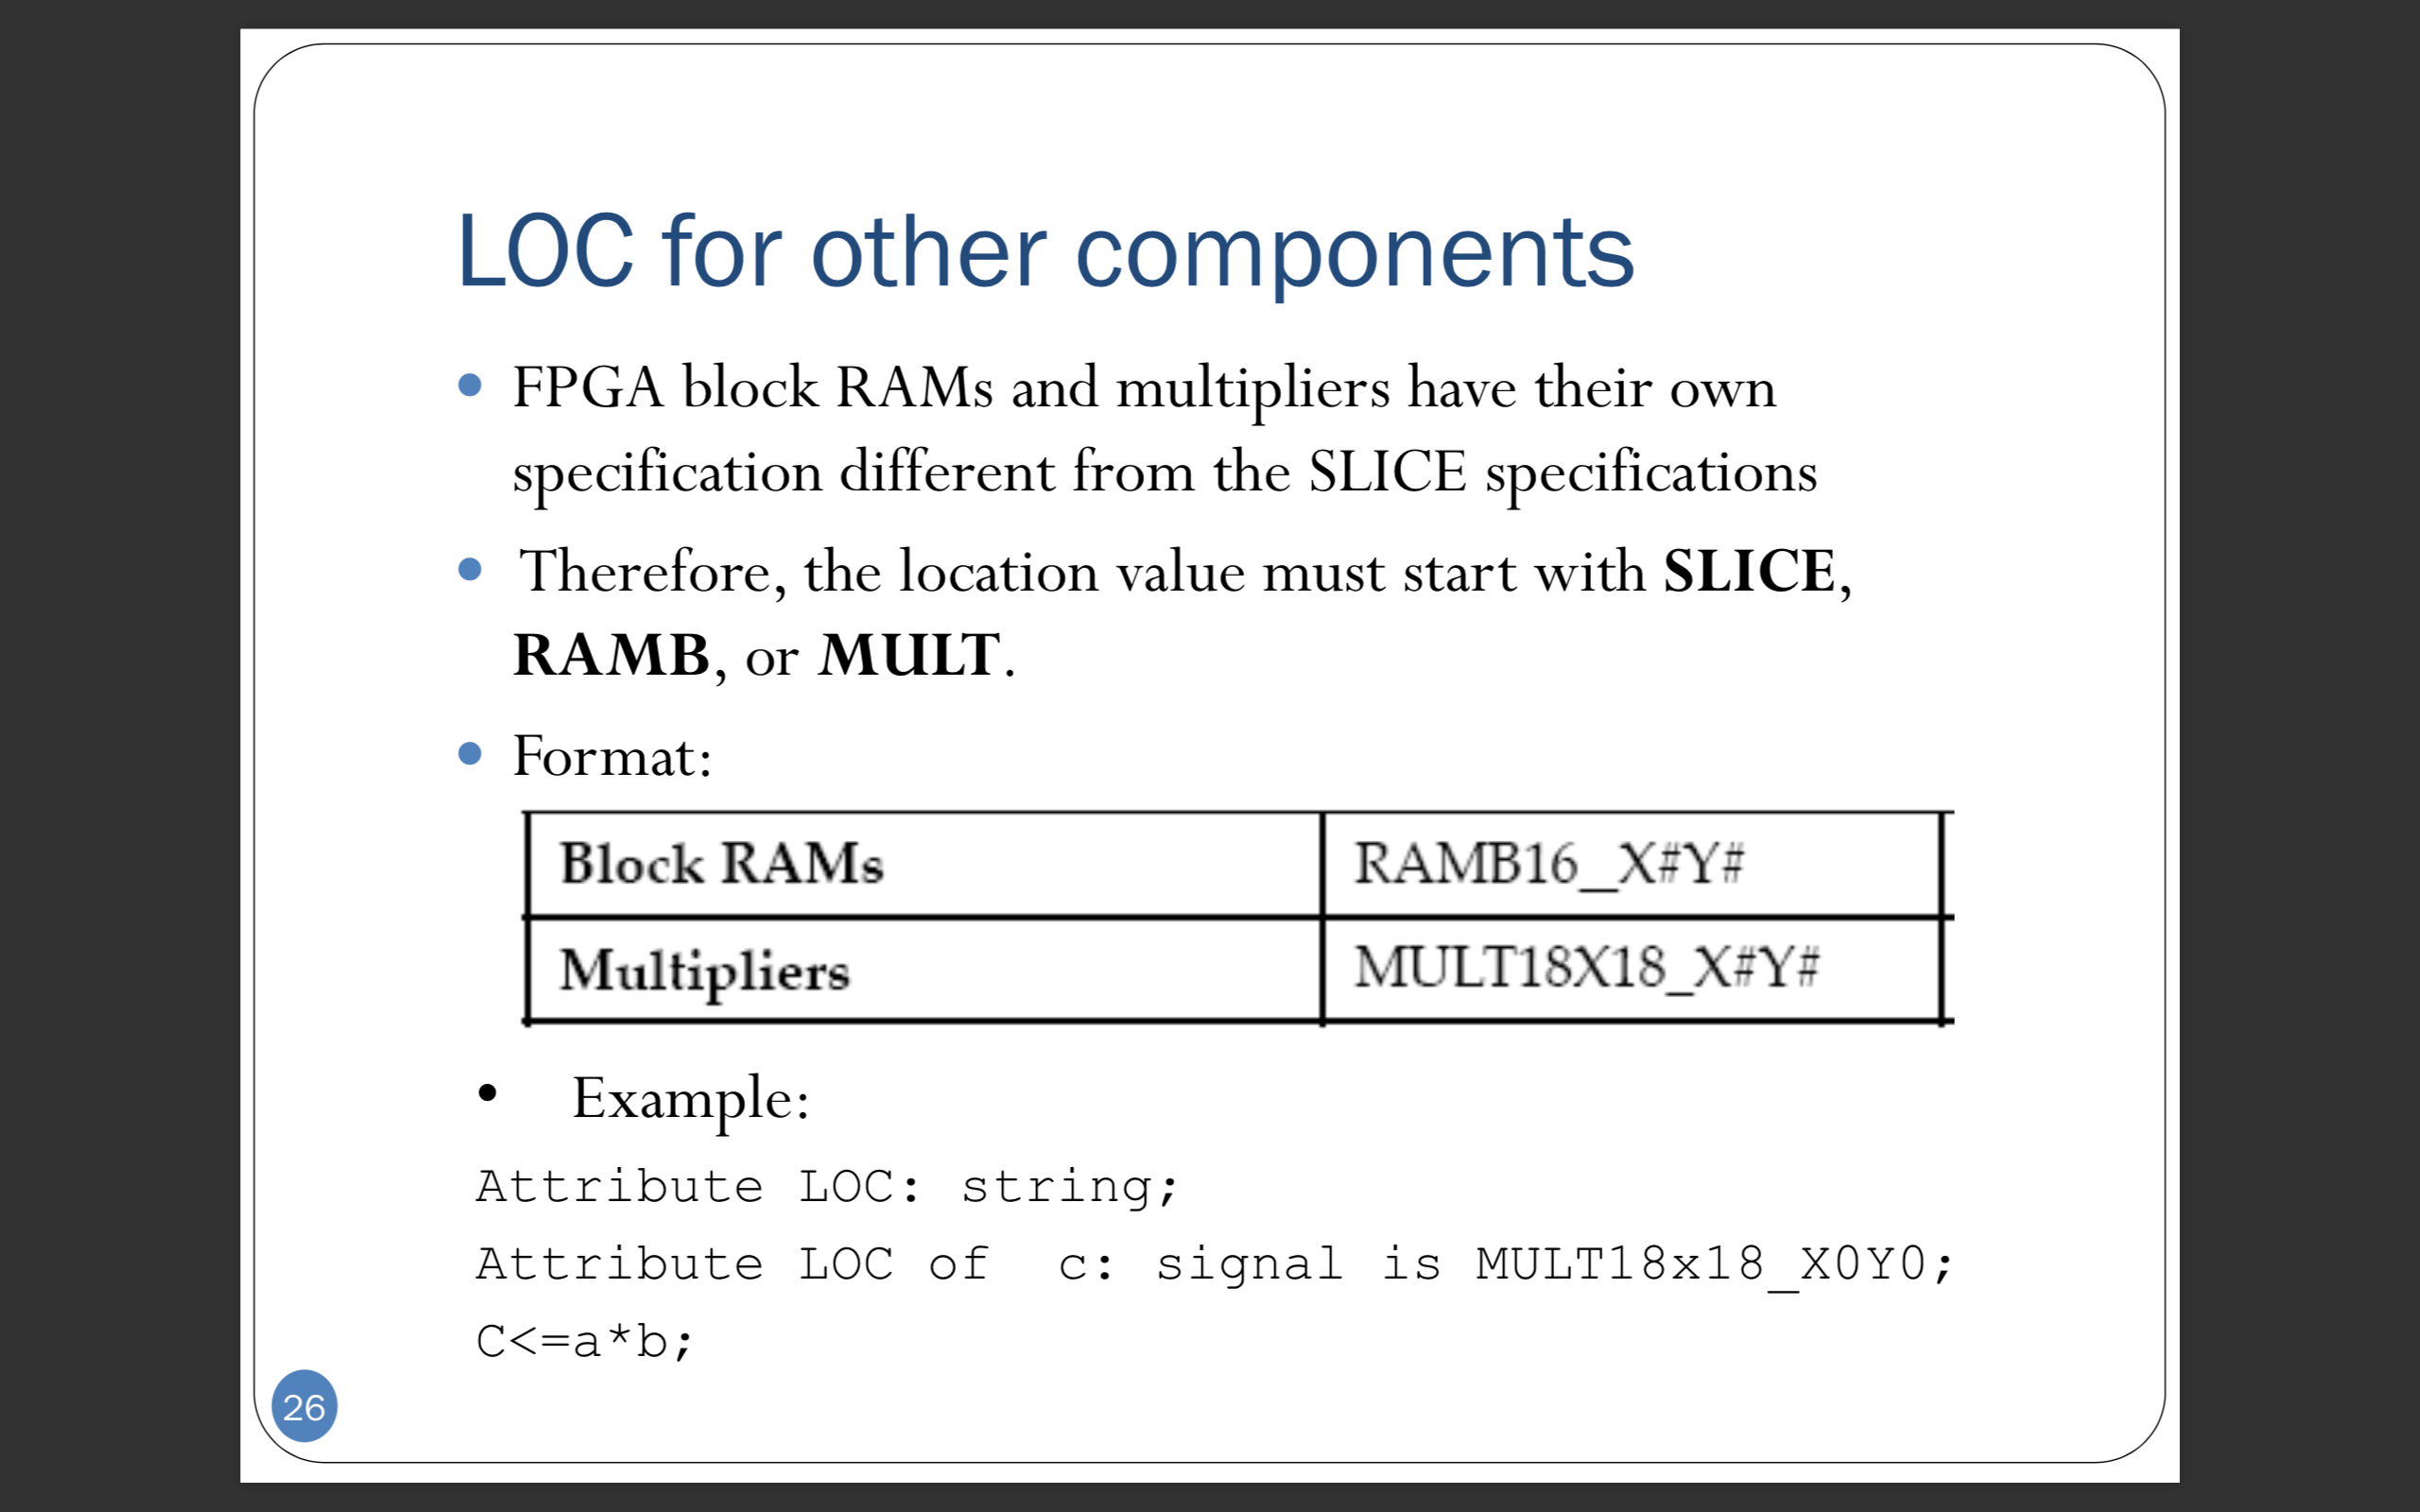 LOC for other components
• FPGA block RAMs and multipliers have their own
specification different from the SLICE specifications
• Therefore, the location value must start with SLICE,
RAMB, or MULT.
• Format:
Block RAMs RAMB16_X#Y#
Multipliers MULT18X18_X#Y#
• Example:
Attribute LOC: string;
Attribute LOC of  c: signal is MULT18x18_X0Y0;
C<=a*b;
26